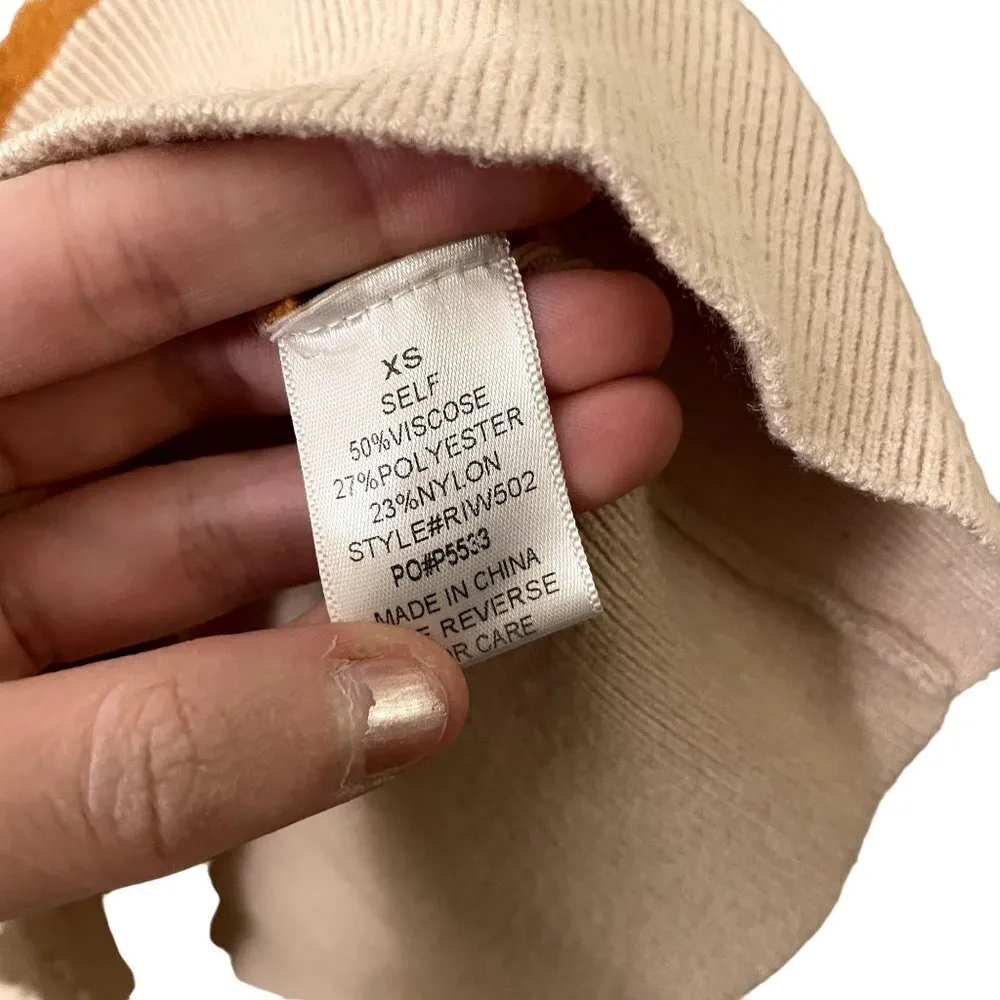 XS
SELF
50%VISCOSE
27%POLYESTER
23%NYLON
STYLE#RIW502
PO#P5533
MADE IN CHINA
REVERSE
CARE